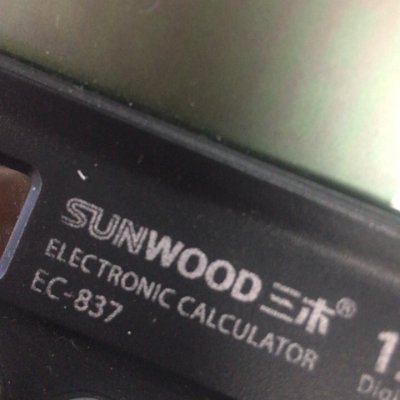 SUNWOOD 三木®
ELECTRONIC CALCULATOR
EC-837